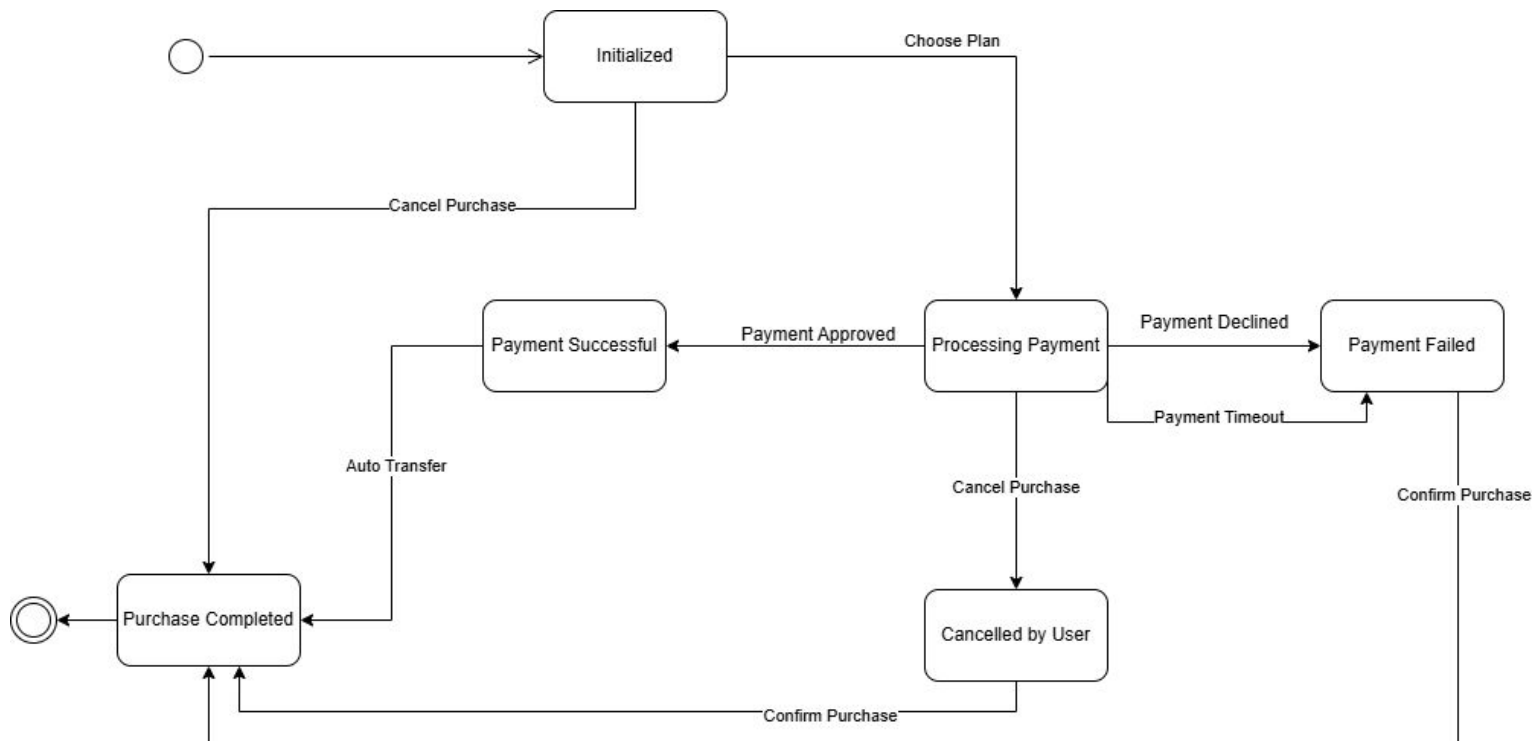 Choose Plan
Initialized
Cancel Purchase
Payment Declined
Payment Approved
Payment Successful
Processing Payment
Payment Failed
Payment Timeout
Auto Transfer
Cancel Purchase
Confirm Purchase
Purchase Completed
Cancelled by User
Confirm Purchase